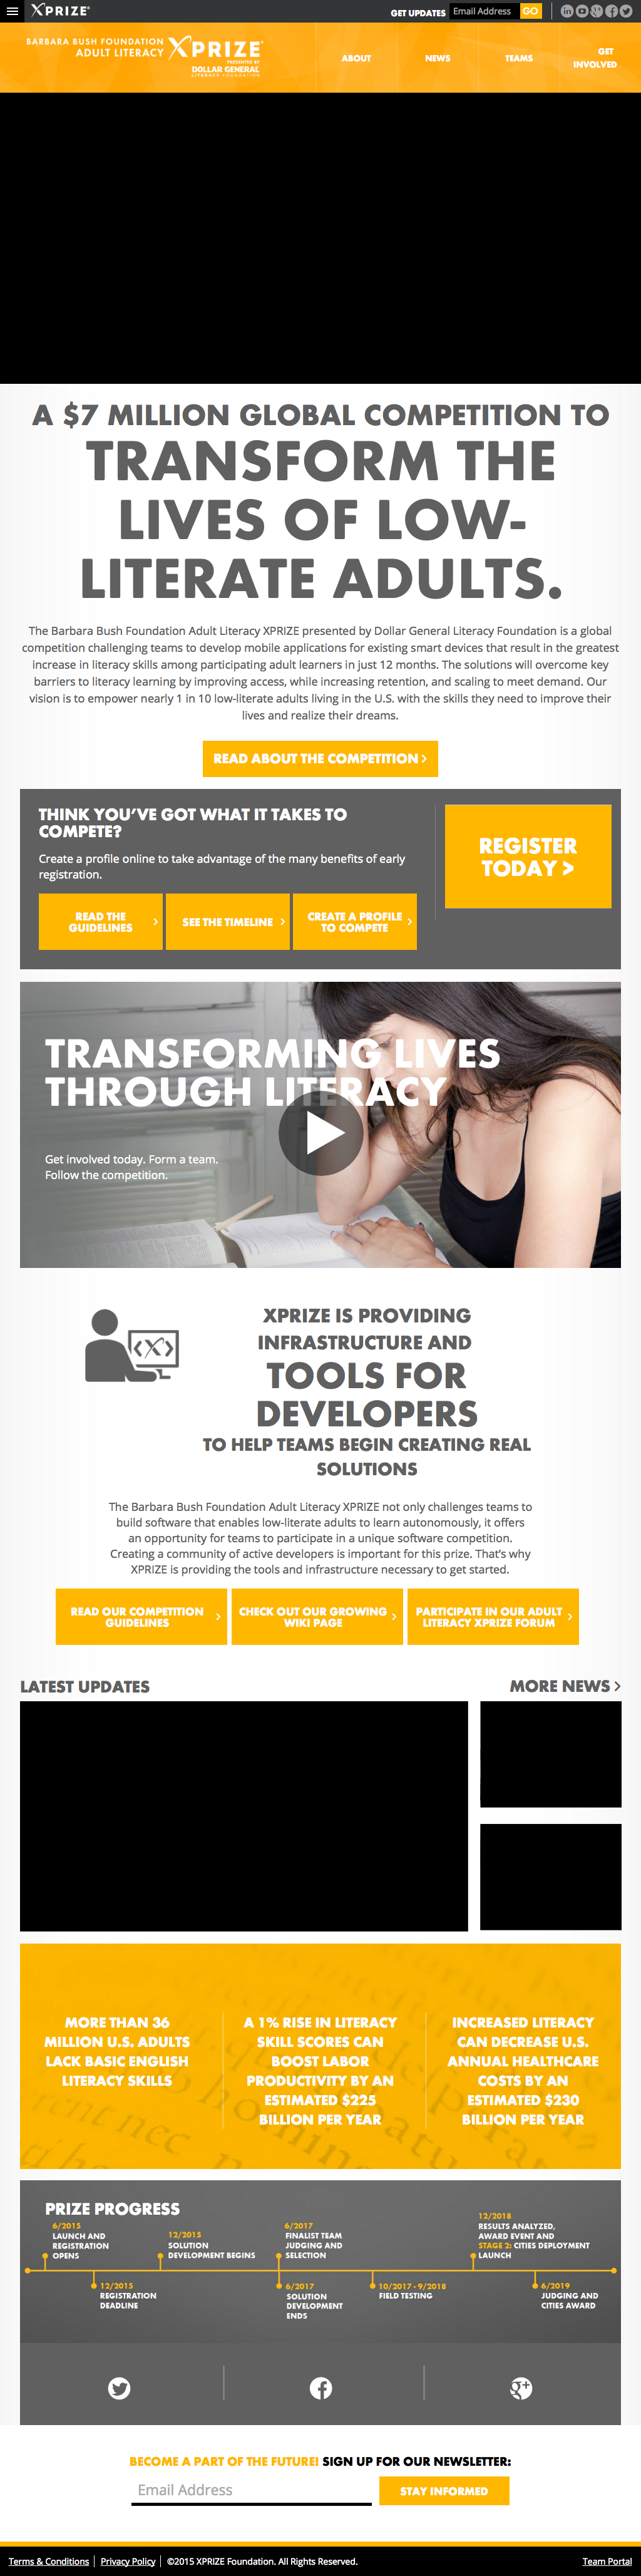 XPRIZE
GET UPDATES Email Address GO
BARBARA BUSH FOUNDATION
ADULT LITERACY XPRIZE
PRESENTED BY
DOLLAR GENERAL
LITERACY FOUNDATION
ABOUT
NEWS
TEAMS
GET
INVOLVED
A $7 MILLION GLOBAL COMPETITION TO
TRANSFORM THE
LIVES OF LOW-
LITERATE ADULTS.
The Barbara Bush Foundation Adult Literacy XPRIZE presented by Dollar General Literacy Foundation is a global
competition challenging teams to develop mobile applications for existing smart devices that result in the greatest
increase in literacy skills among participating adult learners in just 12 months. The solutions will overcome key
barriers to literacy learning by improving access, while increasing retention, and scaling to meet demand. Our
vision is to empower nearly 1 in 10 low-literate adults living in the U.S. with the skills they need to improve their
lives and realize their dreams.
READ ABOUT THE COMPETITION >
THINK YOU'VE GOT WHAT IT TAKES TO
COMPETE?
Create a profile online to take advantage of the many benefits of early
registration.
READ THE
GUIDELINES >
SEE THE TIMELINE >
CREATE A PROFILE
TO COMPETE >
REGISTER
TODAY >
TRANSFORMING LIVES
THROUGH LITERACY
Get involved today. Form a team.
Follow the competition.
<X>
XPRIZE IS PROVIDING
INFRASTRUCTURE AND
TOOLS FOR
DEVELOPERS
TO HELP TEAMS BEGIN CREATING REAL
SOLUTIONS
The Barbara Bush Foundation Adult Literacy XPRIZE not only challenges teams to
build software that enables low-literate adults to learn autonomously, it offers
an opportunity for teams to participate in a unique software competition.
Creating a community of active developers is important for this prize. That's why
XPRIZE is providing the tools and infrastructure necessary to get started.
READ OUR COMPETITION
GUIDELINES >
CHECK OUT OUR GROWING
WIKI PAGE >
PARTICIPATE IN OUR ADULT
LITERACY XPRIZE FORUM >
LATEST UPDATES
MORE NEWS >
MORE THAN 36
MILLION U.S. ADULTS
LACK BASIC ENGLISH
LITERACY SKILLS
A 1% RISE IN LITERACY
SKILL SCORES CAN
BOOST LABOR
PRODUCTIVITY BY AN
ESTIMATED $225
BILLION PER YEAR
INCREASED LITERACY
CAN DECREASE U.S.
ANNUAL HEALTHCARE
COSTS BY AN
ESTIMATED $230
BILLION PER YEAR
PRIZE PROGRESS
6/2015
LAUNCH AND
REGISTRATION
OPENS
12/2015
REGISTRATION
DEADLINE
12/2015
SOLUTION
DEVELOPMENT BEGINS
6/2017
FINALIST TEAM
JUDGING AND
SELECTION
6/2017
SOLUTION
DEVELOPMENT
ENDS
10/2017 - 9/2018
FIELD TESTING
12/2018
RESULTS ANALYZED,
AWARD EVENT AND
STAGE 2: CITIES DEPLOYMENT
LAUNCH
6/2019
JUDGING AND
CITIES AWARD
BECOME A PART OF THE FUTURE! SIGN UP FOR OUR NEWSLETTER:
Email Address
STAY INFORMED
Terms & Conditions | Privacy Policy | ©2015 XPRIZE Foundation. All Rights Reserved.
Team Portal